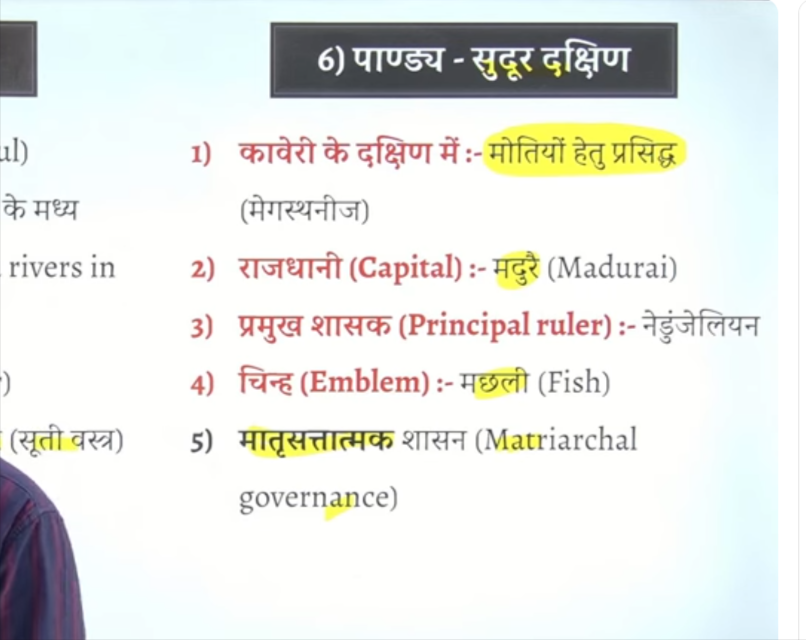 6) पाण्ड्य - सुदूर दक्षिण
ul)
के मध्य
rivers in
)
(सूती वस्त्र)
1) कावेरी के दक्षिण में :- मोतियों हेतु प्रसिद्ध
(मेगस्थनीज)
2) राजधानी (Capital) :- मदुरै (Madurai)
3) प्रमुख शासक (Principal ruler) :- नेडुंजेलियन
4) चिन्ह (Emblem) :- मछली (Fish)
5) मातृसत्तात्मक शासन (Matriarchal
governance)